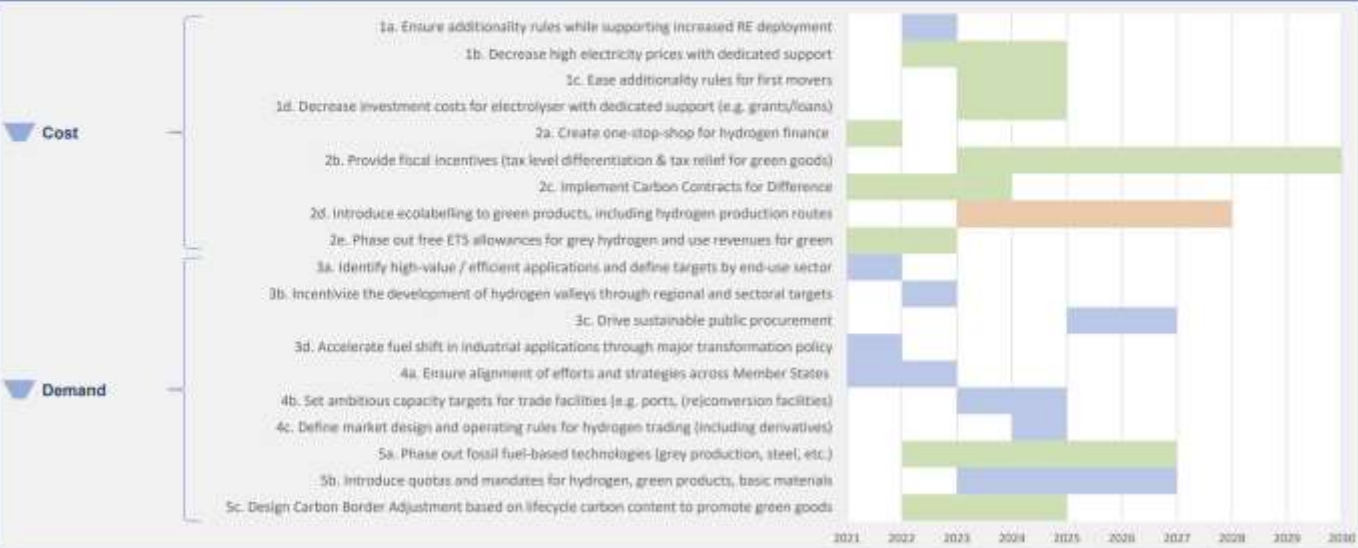 1a. Ensure additionality rules while supporting increased RE deployment
1b. Decrease high electricity prices with dedicated support
1c. Ease additionality rules for first movers
1d. Decrease investment costs for electrolyser with dedicated support (e.g. grants/loans)
Cost
2a. Create one-stop-shop for hydrogen finance
2b. Provide fiscal incentives (tax level differentiation & tax relief for green goods)
2c. Implement Carbon Contracts for Difference
2d. Introduce ecolabelling to green products, including hydrogen production routes
2e. Phase out free ETS allowances for grey hydrogen and use revenues for green
3a. Identify high-value / efficient applications and define targets by end-use sector
3b. Incentivize the development of hydrogen valleys through regional and sectoral targets
3c. Drive sustainable public procurement
3d. Accelerate fuel shift in industrial applications through major transformation policy
4a. Ensure alignment of efforts and strategies across Member States
Demand
4b. Set ambitious capacity targets for trade facilities (e.g. ports, (re)conversion facilities)
4c. Define market design and operating rules for hydrogen trading (including derivatives)
5a. Phase out fossil fuel-based technologies (grey production, steel, etc.)
5b. Introduce quotas and mandates for hydrogen, green products, basic materials
5c. Design Carbon Border Adjustment based on lifecycle carbon content to promote green goods
2021 2022 2023 2024 2025 2026 2027 2028 2029 2030